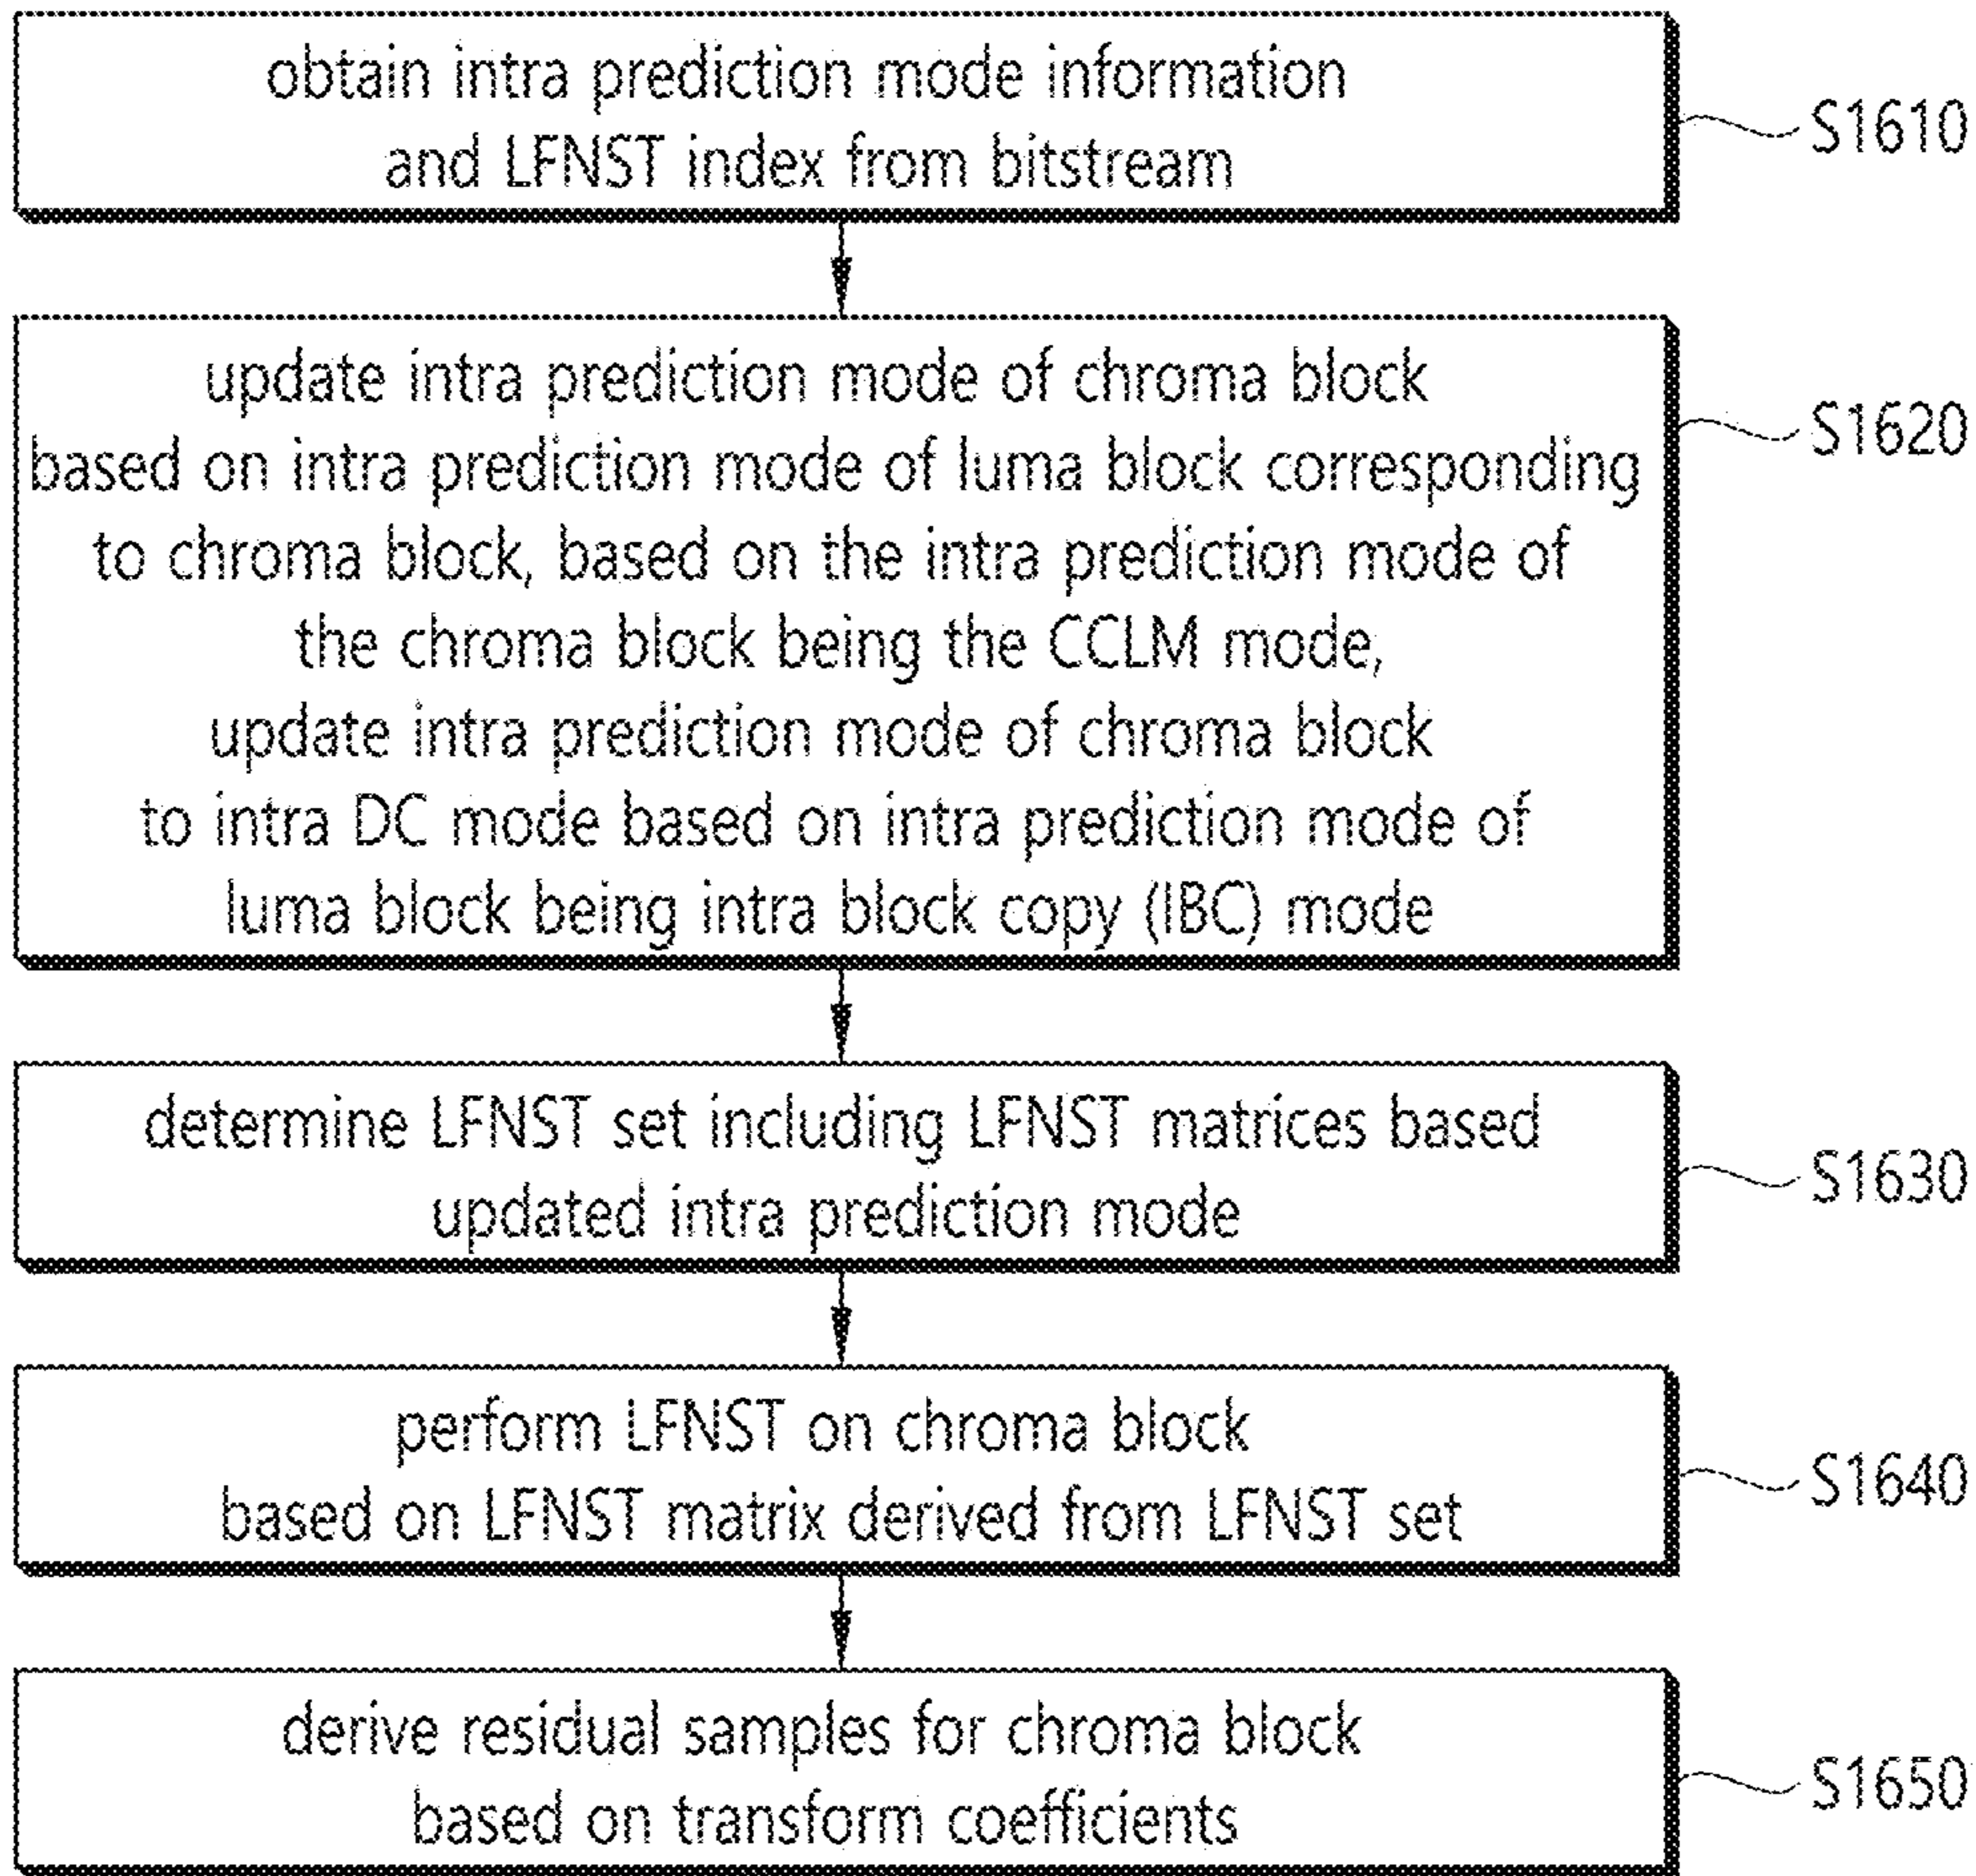 obtain intra prediction mode information
and LFNST index from bitstream
S1610
update intra prediction mode of chroma block
based on intra prediction mode of luma block corresponding
to chroma block, based on the intra prediction mode of
the chroma block being the CCLM mode,
update intra prediction mode of chroma block
to intra DC mode based on intra prediction mode of
luma block being intra block copy (IBC) mode
S1620
determine LFNST set including LFNST matrices based
updated intra prediction mode
S1630
perform LFNST on chroma block
based on LFNST matrix derived from LFNST set
S1640
derive residual samples for chroma block
based on transform coefficients
S1650